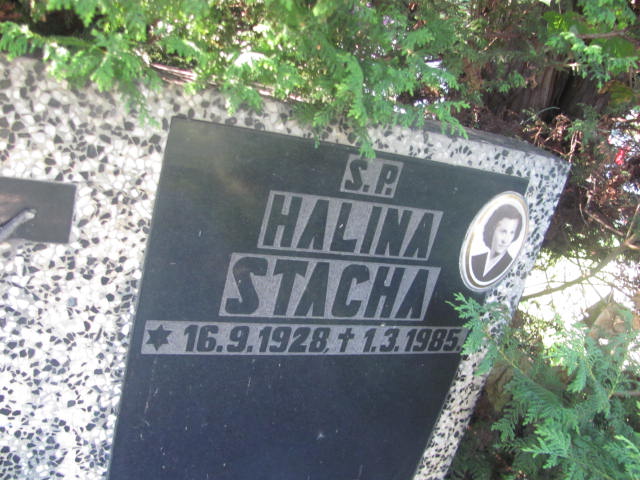 S.P.
HALINA
STACHA
16.9.1928, † 1.3.1985